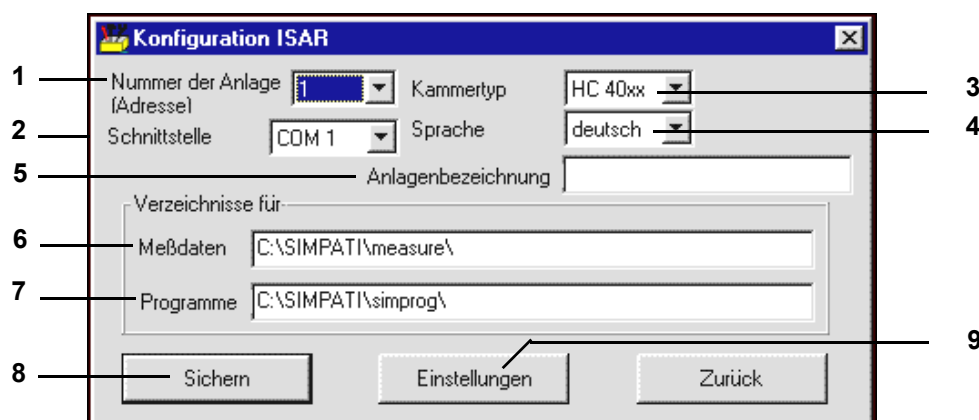 Konfiguration ISAR
1 Nummer der Anlage (Adresse) 1 Kammertyp HC 40xx 3
2 Schnittstelle COM 1 Sprache deutsch 4
5 Anlagenbezeichnung
Verzeichnisse für
6 Meßdaten C:\SIMPATI\measure\
7 Programme C:\SIMPATI\simprog\
9
8 Sichern Einstellungen Zurück